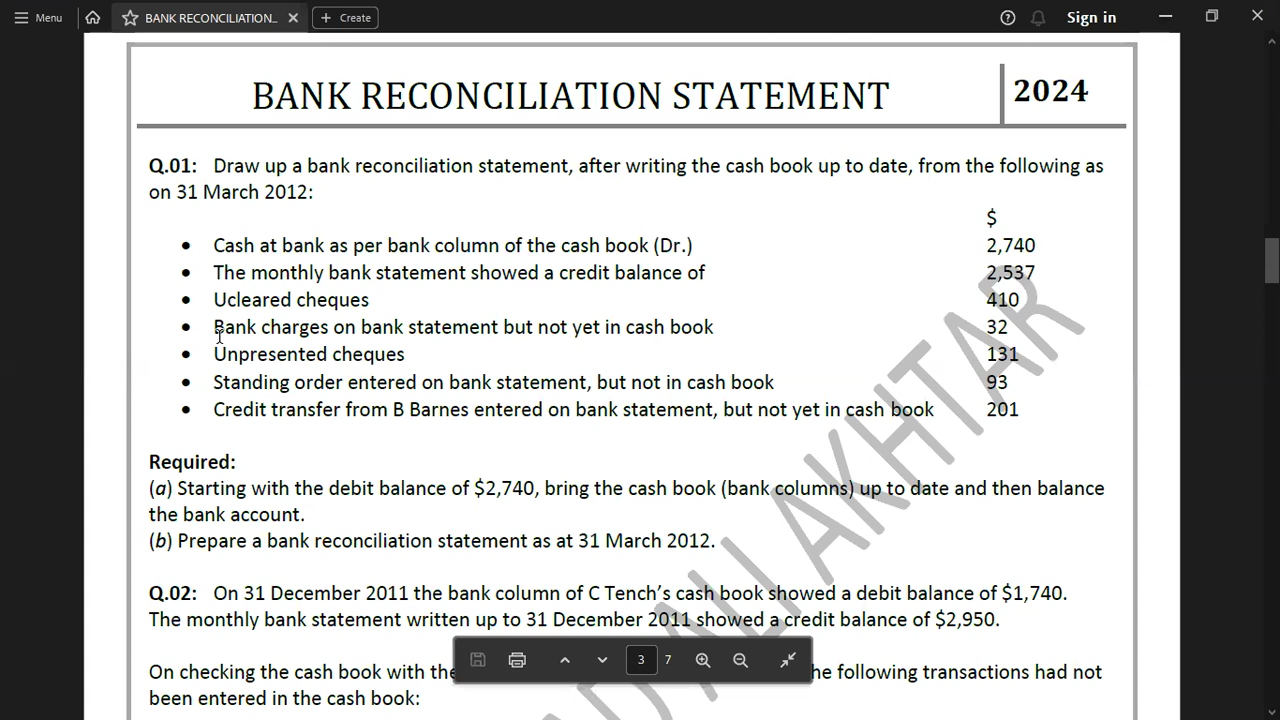 Menu
BANK RECONCILIATION...
Create
Sign in
BANK RECONCILIATION STATEMENT
2024
Q.01: Draw up a bank reconciliation statement, after writing the cash book up to date, from the following as
on 31 March 2012:
$
• Cash at bank as per bank column of the cash book (Dr.) 2,740
• The monthly bank statement showed a credit balance of 2,537
• Ucleared cheques 410
• Bank charges on bank statement but not yet in cash book 32
• Unpresented cheques 131
• Standing order entered on bank statement, but not in cash book 93
• Credit transfer from B Barnes entered on bank statement, but not yet in cash book 201
Required:
(a) Starting with the debit balance of $2,740, bring the cash book (bank columns) up to date and then balance
the bank account.
(b) Prepare a bank reconciliation statement as at 31 March 2012.
Q.02: On 31 December 2011 the bank column of C Tench's cash book showed a debit balance of $1,740.
The monthly bank statement written up to 31 December 2011 showed a credit balance of $2,950.
On checking the cash book with the
he following transactions had not
been entered in the cash book:
3 7
ALI AKHTAR